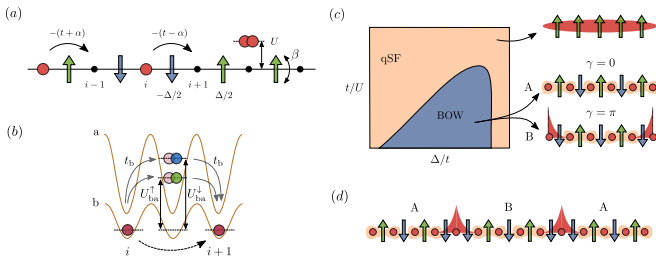 (a)
−(t+α)
−(t−α)
U
β
i−1
i
i+1
−Δ/2
Δ/2
(b)
a
b
t_b
t_b
U_ba^↑
U_ba^↓
i
i+1
(c)
qSF
BOW
t/U
Δ/t
γ = 0
A
γ = π
B
(d)
A
B
A